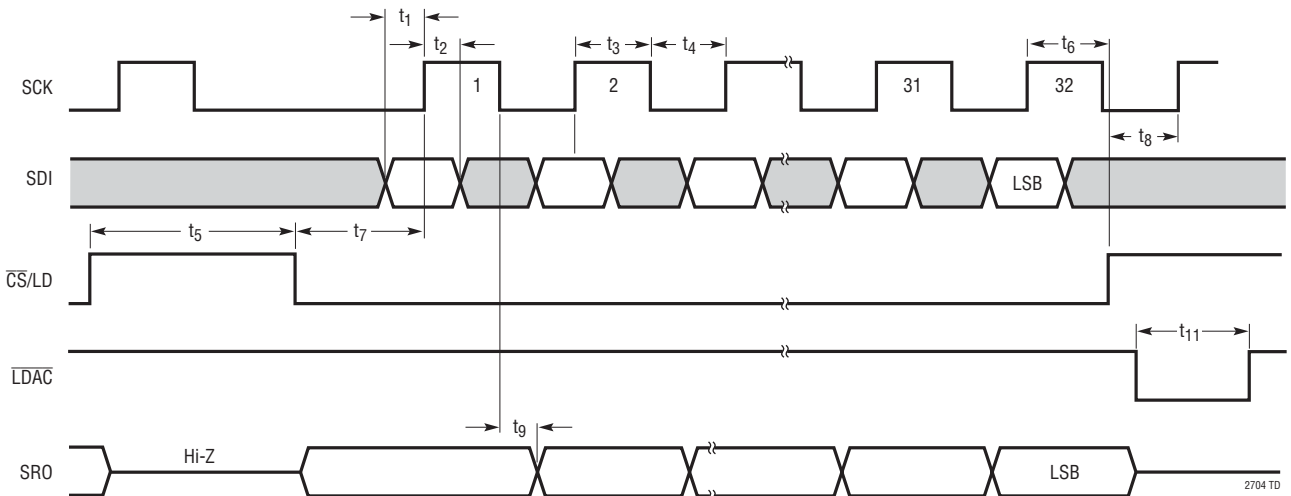 t1
t2 t3 t4 t6
SCK 1 2 31 32
t8
SDI LSB
t5 t7
CS/LD
t11
LDAC
t9
Hi-Z
SRO LSB
2704 TD